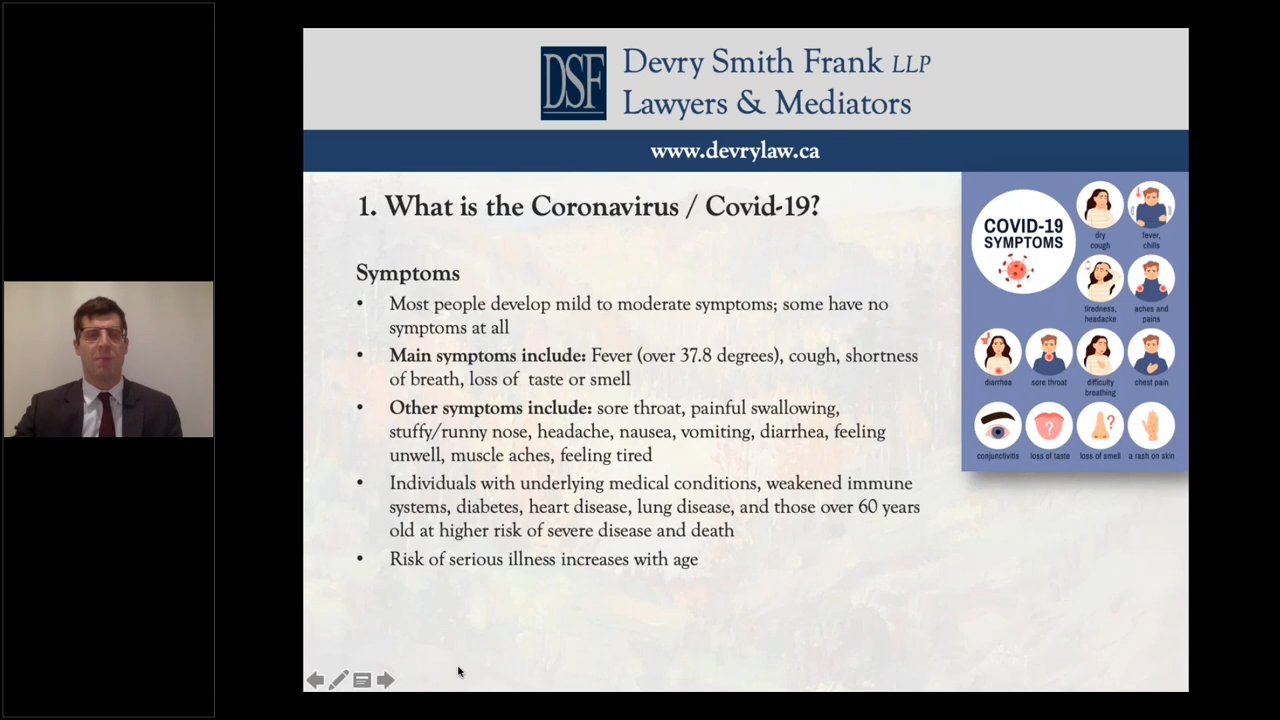 DSF
Devry Smith Frank LLP
Lawyers & Mediators
www.devrylaw.ca
1. What is the Coronavirus / Covid-19?
Symptoms
• Most people develop mild to moderate symptoms; some have no
symptoms at all
• Main symptoms include: Fever (over 37.8 degrees), cough, shortness
of breath, loss of taste or smell
• Other symptoms include: sore throat, painful swallowing,
stuffy/runny nose, headache, nausea, vomiting, diarrhea, feeling
unwell, muscle aches, feeling tired
• Individuals with underlying medical conditions, weakened immune
systems, diabetes, heart disease, lung disease, and those over 60 years
old at higher risk of severe disease and death
• Risk of serious illness increases with age
COVID-19
SYMPTOMS
dry
cough
fever,
chills
tiredness,
headacke
aches and
pains
diarrhea
sore throat
difficulty
breathing
chest pain
conjunctivitis
loss of taste
loss of smell
a rash on skin